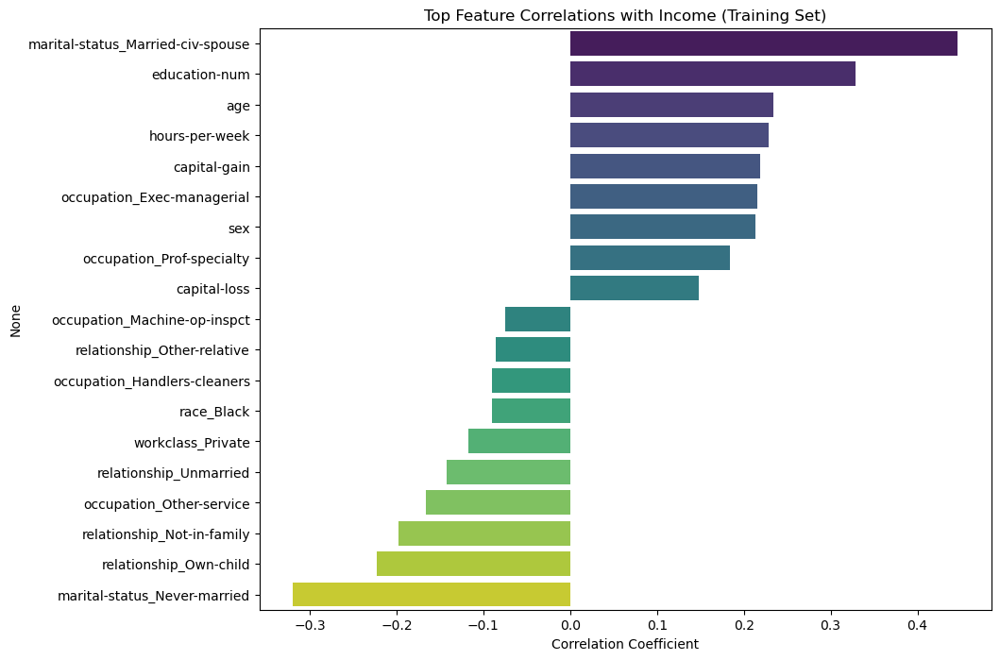 Top Feature Correlations with Income (Training Set)
marital-status_Married-civ-spouse
education-num
age
hours-per-week
capital-gain
occupation_Exec-managerial
sex
occupation_Prof-specialty
capital-loss
occupation_Machine-op-inspct
relationship_Other-relative
occupation_Handlers-cleaners
race_Black
workclass_Private
relationship_Unmarried
occupation_Other-service
relationship_Not-in-family
relationship_Own-child
marital-status_Never-married
None
−0.3 −0.2 −0.1 0.0 0.1 0.2 0.3 0.4
Correlation Coefficient